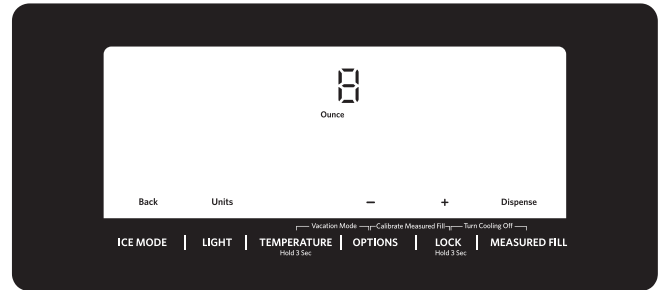 8
Ounce
Back Units − + Dispense
Vacation Mode Calibrate Measured Fill Turn Cooling Off
ICE MODE LIGHT TEMPERATURE OPTIONS LOCK MEASURED FILL
Hold 3 Sec Hold 3 Sec